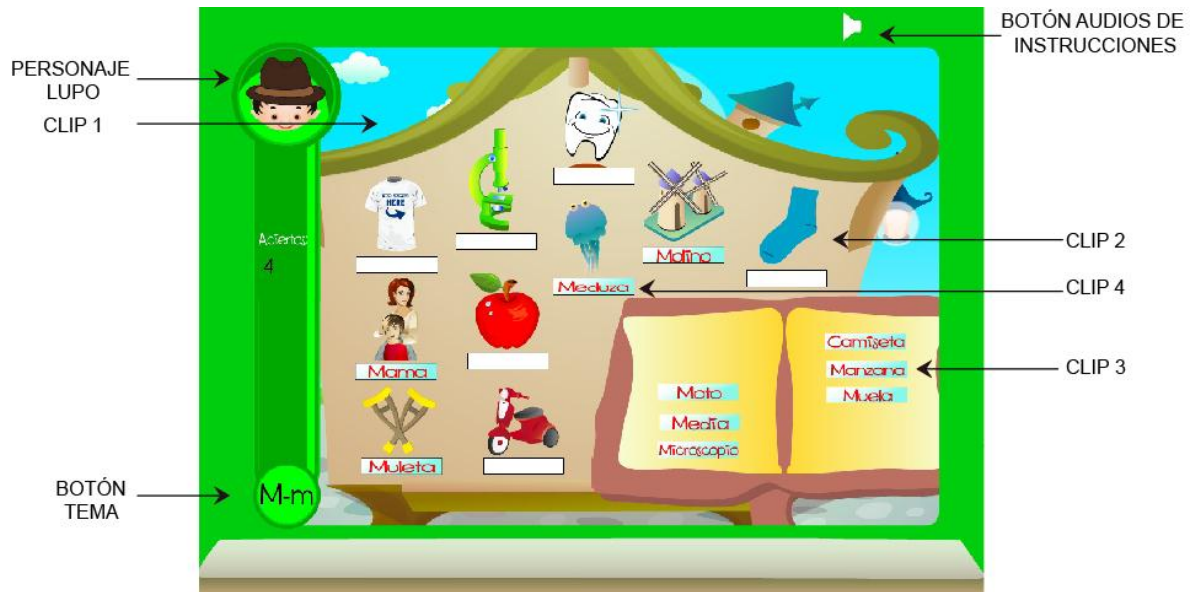 BOTÓN AUDIOS DE
INSTRUCCIONES
PERSONAJE
LUPO
CLIP 1
HERE
Aciertos
4
Molino
CLIP 2
Meduza
CLIP 4
Mama
Camiseta
Manzana
CLIP 3
Muela
Moto
Media
Microscopio
Muleta
BOTÓN
TEMA
M-m